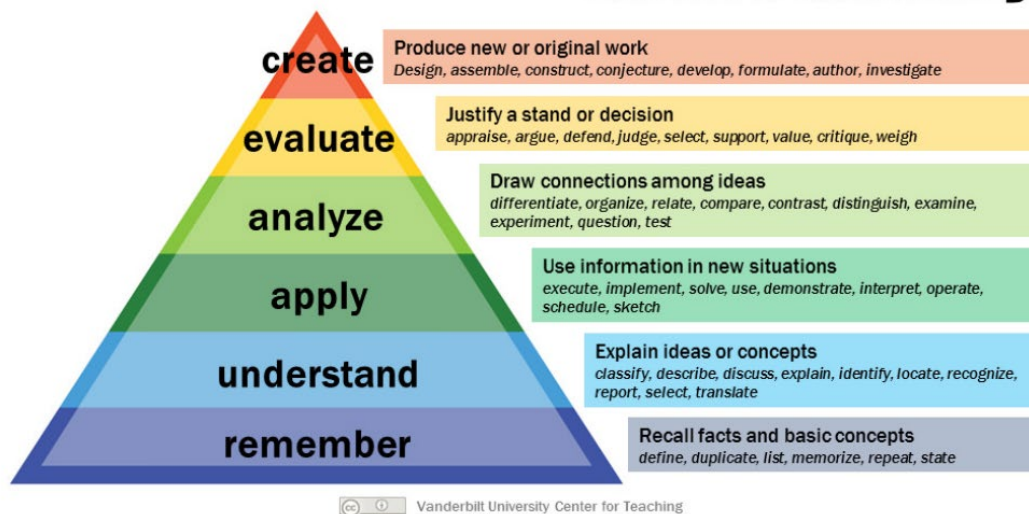 create
Produce new or original work
Design, assemble, construct, conjecture, develop, formulate, author, investigate
evaluate
Justify a stand or decision
appraise, argue, defend, judge, select, support, value, critique, weigh
analyze
Draw connections among ideas
differentiate, organize, relate, compare, contrast, distinguish, examine,
experiment, question, test
apply
Use information in new situations
execute, implement, solve, use, demonstrate, interpret, operate,
schedule, sketch
understand
Explain ideas or concepts
classify, describe, discuss, explain, identify, locate, recognize,
report, select, translate
remember
Recall facts and basic concepts
define, duplicate, list, memorize, repeat, state
cc Vanderbilt University Center for Teaching